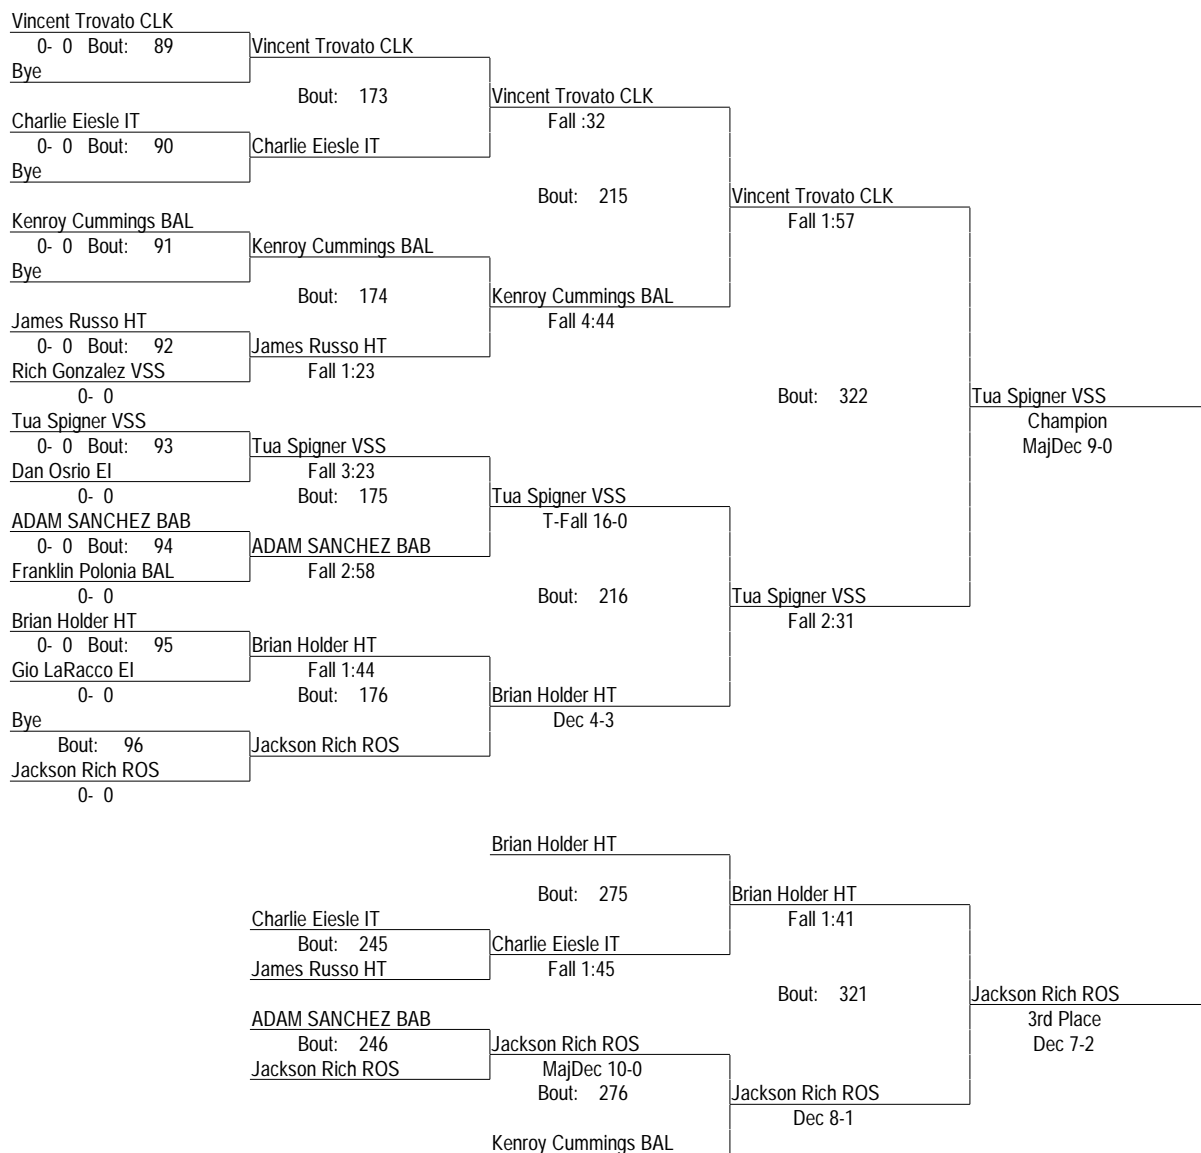 Vincent Trovato CLK
0- 0 Bout: 89
Vincent Trovato CLK
Bye
Bout: 173
Vincent Trovato CLK
Charlie Eiesle IT
Fall :32
0- 0 Bout: 90
Charlie Eiesle IT
Bye
Bout: 215
Vincent Trovato CLK
Kenroy Cummings BAL
Fall 1:57
0- 0 Bout: 91
Kenroy Cummings BAL
Bye
Bout: 174
Kenroy Cummings BAL
James Russo HT
Fall 4:44
0- 0 Bout: 92
James Russo HT
Rich Gonzalez VSS
Fall 1:23
0- 0
Bout: 322
Tua Spigner VSS
Tua Spigner VSS
Champion
0- 0 Bout: 93
Tua Spigner VSS
MajDec 9-0
Dan Osrio EI
Fall 3:23
0- 0
Bout: 175
Tua Spigner VSS
ADAM SANCHEZ BAB
T-Fall 16-0
0- 0 Bout: 94
ADAM SANCHEZ BAB
Franklin Polonia BAL
Fall 2:58
0- 0
Bout: 216
Tua Spigner VSS
Brian Holder HT
Fall 2:31
0- 0 Bout: 95
Brian Holder HT
Gio LaRacco EI
Fall 1:44
0- 0
Bout: 176
Brian Holder HT
Bye
Dec 4-3
Bout: 96
Jackson Rich ROS
Jackson Rich ROS
0- 0
Brian Holder HT
Bout: 275
Brian Holder HT
Charlie Eiesle IT
Fall 1:41
Bout: 245
Charlie Eiesle IT
James Russo HT
Fall 1:45
Bout: 321
Jackson Rich ROS
ADAM SANCHEZ BAB
3rd Place
Bout: 246
Jackson Rich ROS
Dec 7-2
Jackson Rich ROS
MajDec 10-0
Bout: 276
Jackson Rich ROS
Dec 8-1
Kenroy Cummings BAL